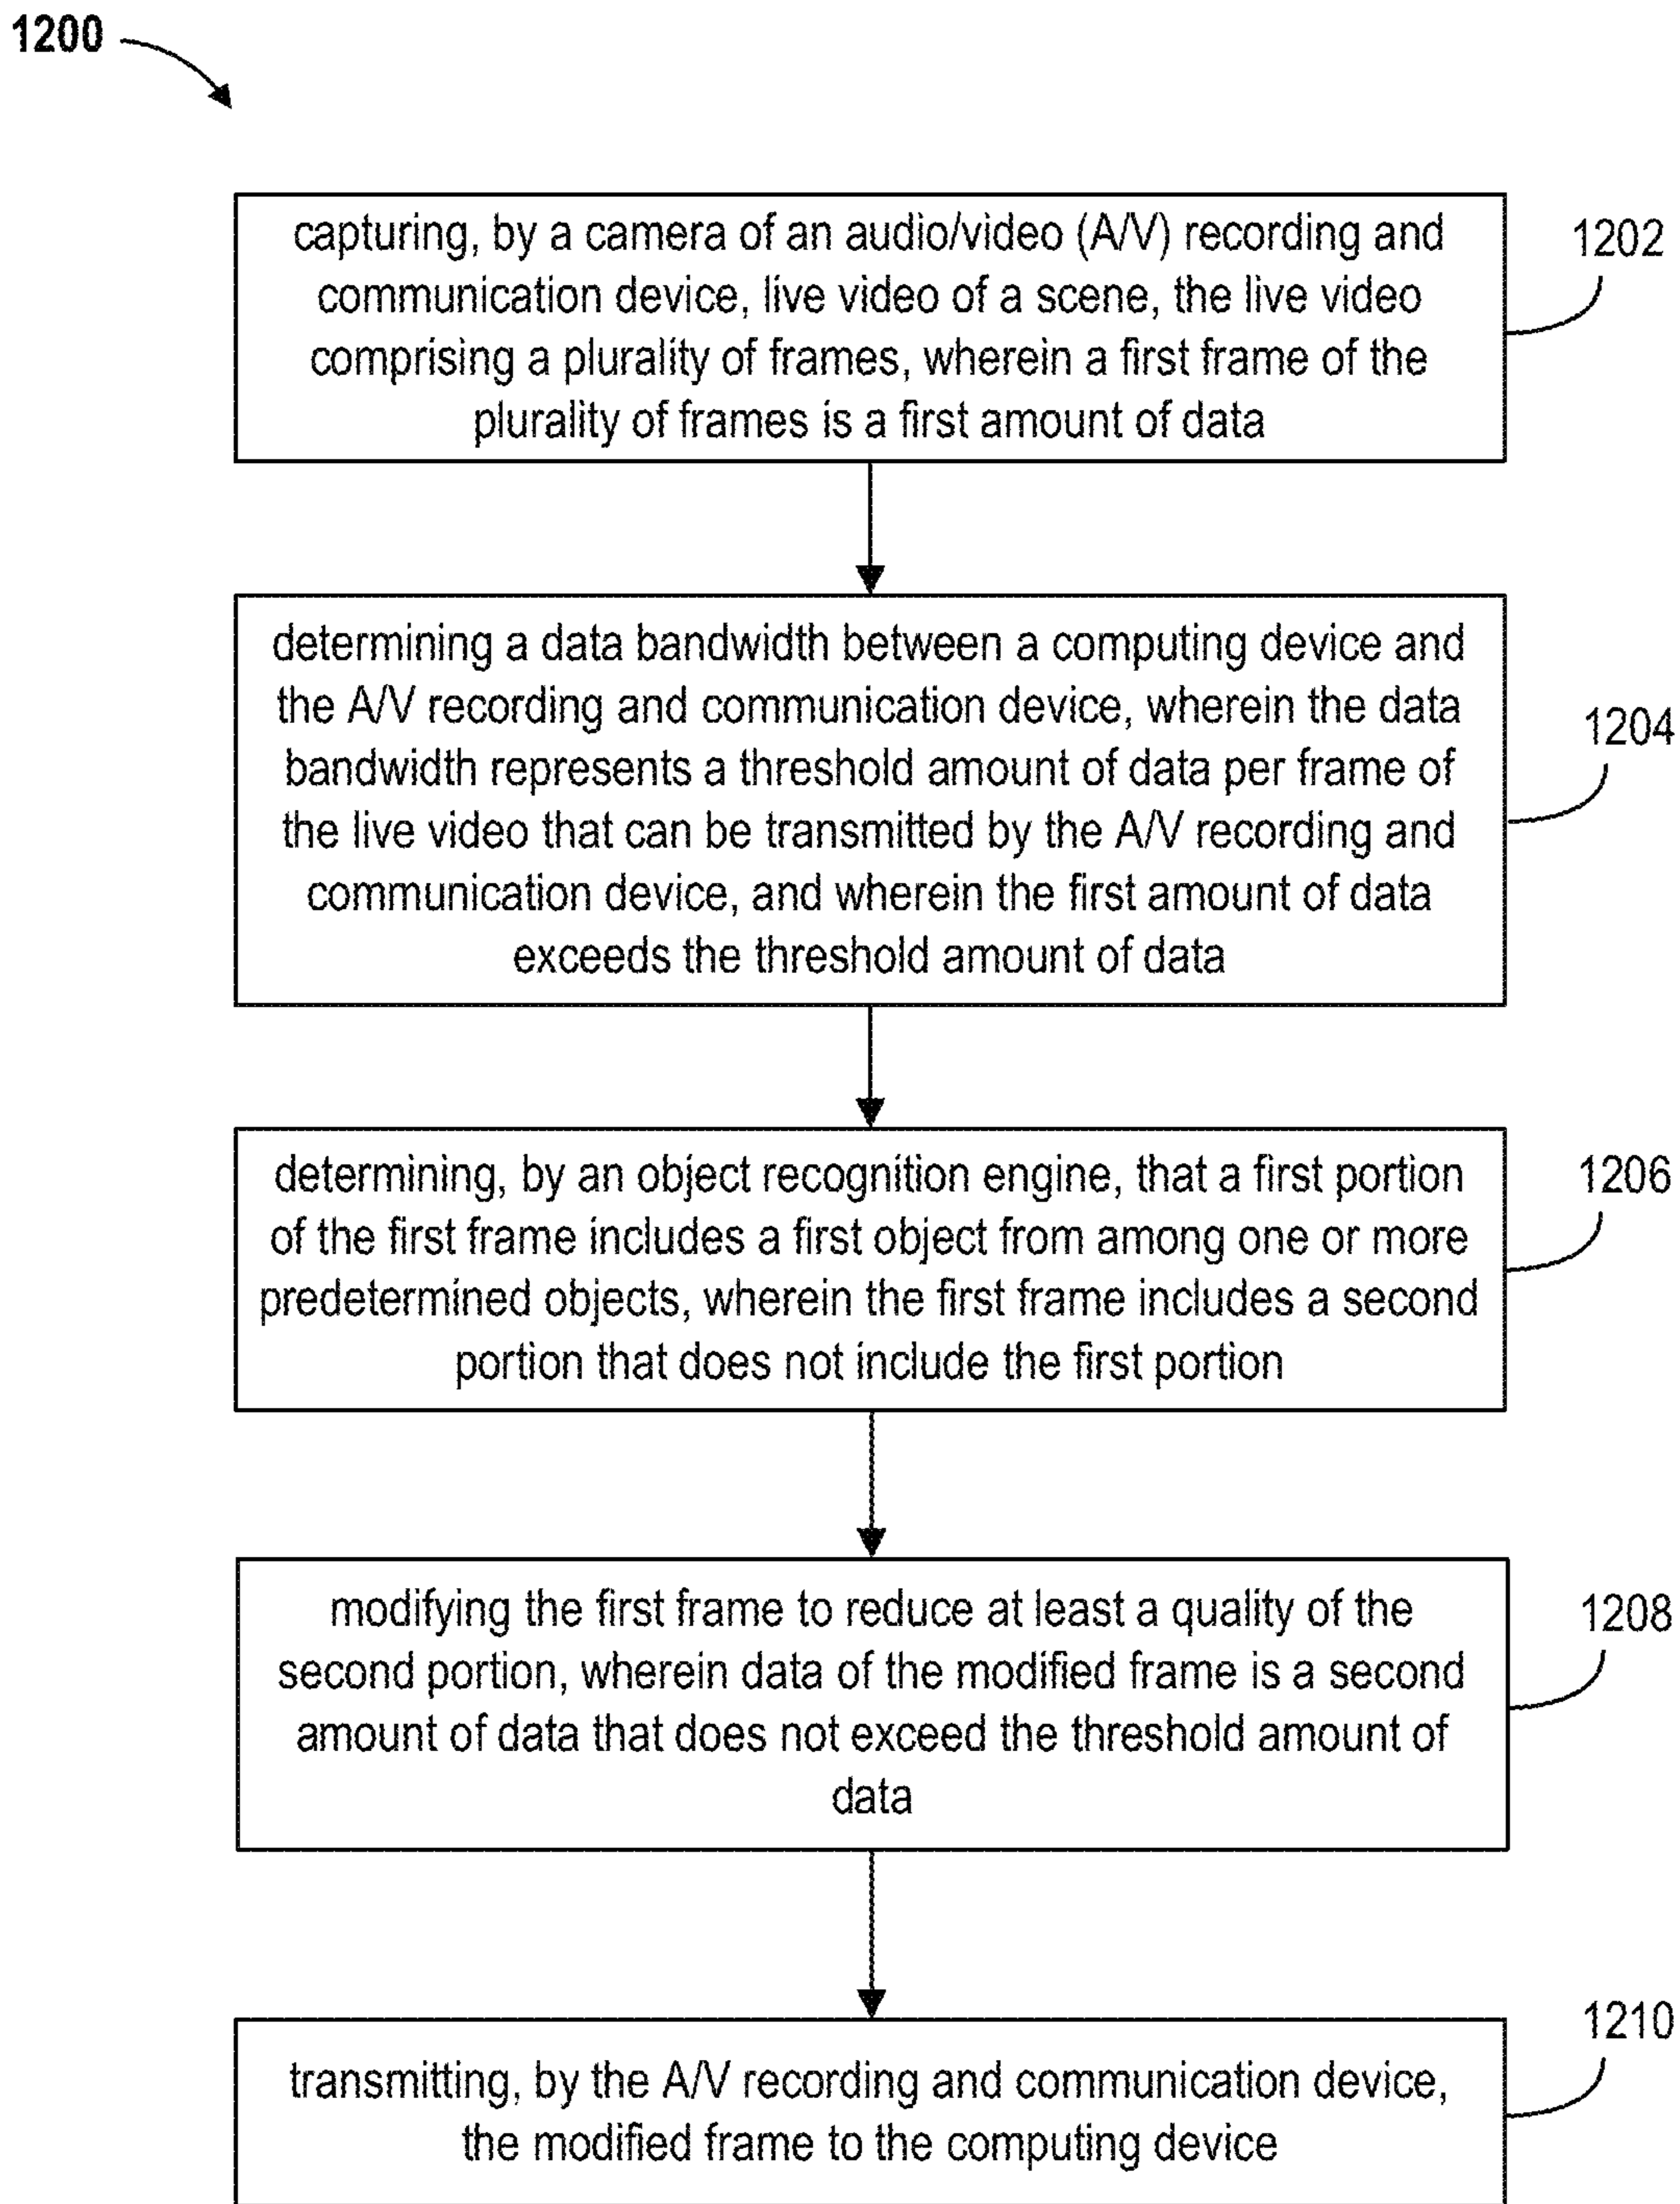 1200
capturing, by a camera of an audio/video (A/V) recording and
communication device, live video of a scene, the live video
comprising a plurality of frames, wherein a first frame of the
plurality of frames is a first amount of data
1202
determining a data bandwidth between a computing device and
the A/V recording and communication device, wherein the data
bandwidth represents a threshold amount of data per frame of
the live video that can be transmitted by the A/V recording and
communication device, and wherein the first amount of data
exceeds the threshold amount of data
1204
determining, by an object recognition engine, that a first portion
of the first frame includes a first object from among one or more
predetermined objects, wherein the first frame includes a second
portion that does not include the first portion
1206
modifying the first frame to reduce at least a quality of the
second portion, wherein data of the modified frame is a second
amount of data that does not exceed the threshold amount of
data
1208
transmitting, by the A/V recording and communication device,
the modified frame to the computing device
1210